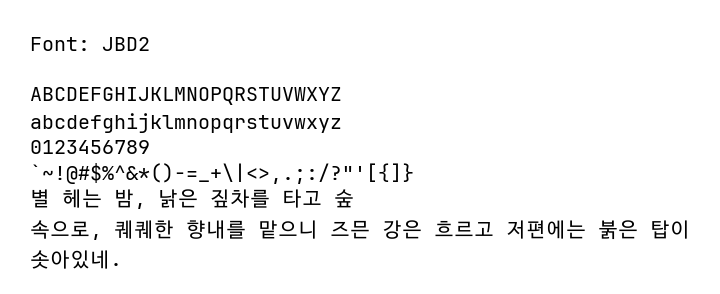 Font: JBD2
ABCDEFGHIJKLMNOPQRSTUVWXYZ
abcdefghijklmnopqrstuvwxyz
0123456789
`~!@#$%^&*()-=_+\|<>,.;:/?"'[{]}
별 헤는 밤, 낡은 짚차를 타고 숲
속으로, 퀘퀘한 향내를 맡으니 즈믄 강은 흐르고 저편에는 붉은 탑이
솟아있네.